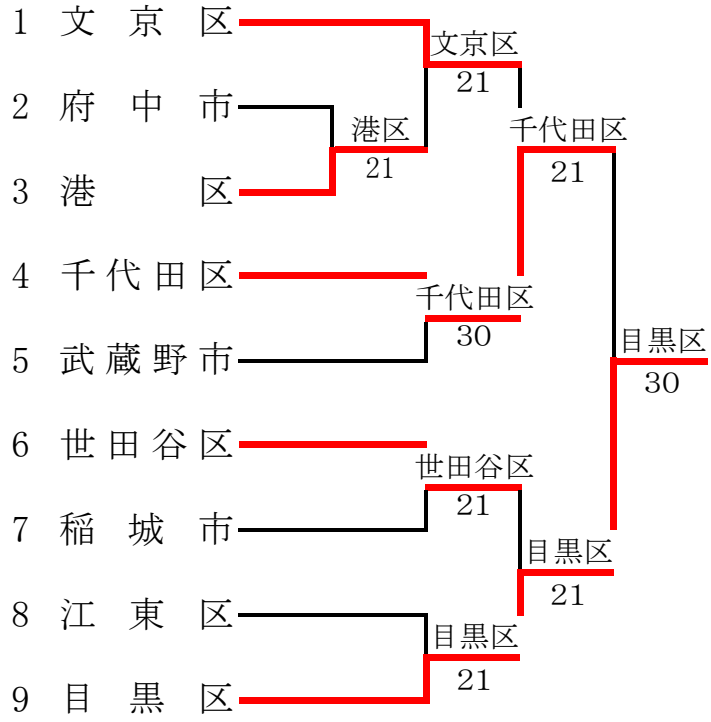 1 文京区
文京区
21
2 府中市
港区
21
千代田区
21
3 港区
4 千代田区
千代田区
30
5 武蔵野市
目黒区
30
6 世田谷区
世田谷区
21
7 稲城市
目黒区
21
8 江東区
目黒区
21
9 目黒区